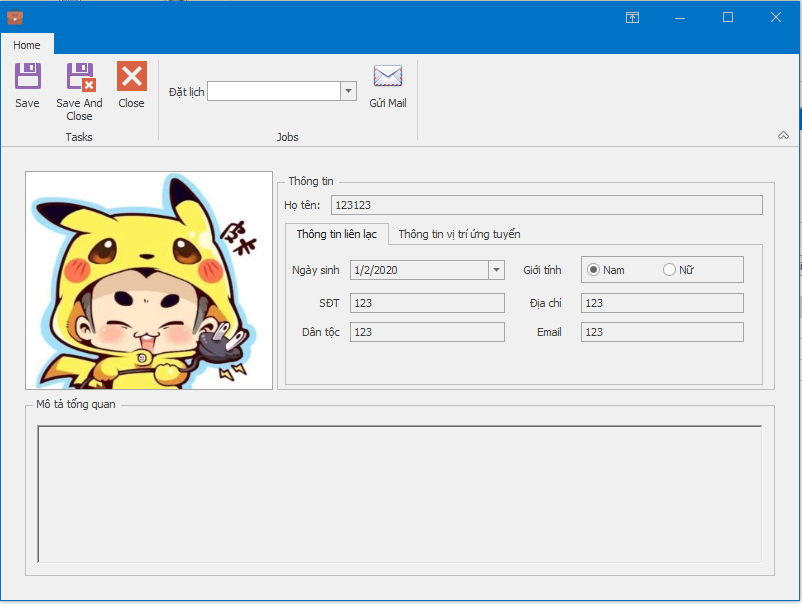 Home
Save
Save And
Close
Close
Đặt lịch
Gửi Mail
Tasks
Jobs
皮卡
Thông tin
Họ tên: 123123
Thông tin liên lạc Thông tin vị trí ứng tuyển
Ngày sinh 1/2/2020 Giới tính Nam Nữ
SĐT 123 Địa chỉ 123
Dân tộc 123 Email 123
Mô tả tổng quan